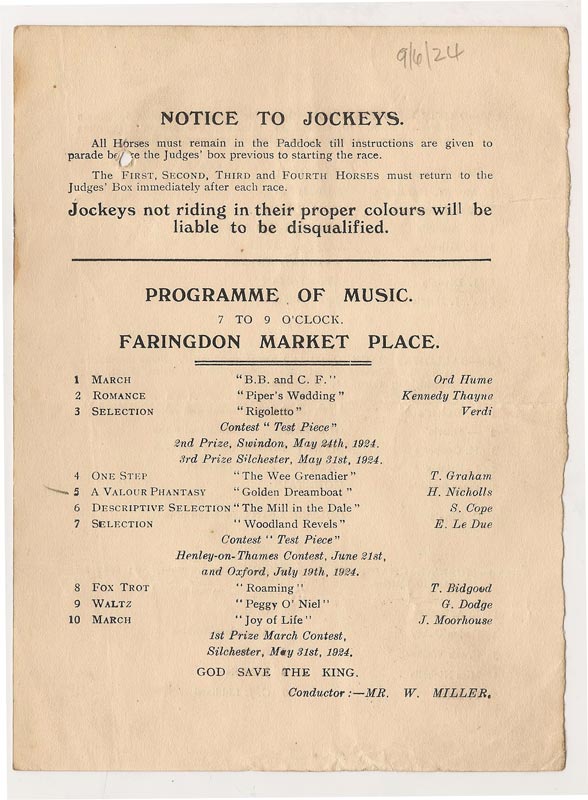 9/6/24
NOTICE TO JOCKEYS.
All Horses must remain in the Paddock till instructions are given to
parade be re the Judges' box previous to starting the race.
The FIRST, SECOND, THIRD and FOURTH HORSES must return to the
Judges' Box immediately after each race.
Jockeys not riding in their proper colours will be
liable to be disqualified.
PROGRAMME OF MUSIC.
7 TO 9 O'CLOCK.
FARINGDON MARKET PLACE.
1 MARCH "B.B. and C. F." Ord Hume
2 ROMANCE "Piper's Wedding" Kennedy Thayne
3 SELECTION "Rigoletto" Verdi
Contest "Test Piece"
2nd Prize, Swindon, May 24th, 1924.
3rd Prize Silchester, May 31st, 1924.
4 ONE STEP "The Wee Grenadier" T. Graham
5 A VALOUR PHANTASY "Golden Dreamboat" H. Nicholls
6 DESCRIPTIVE SELECTION "The Mill in the Dale" S. Cope
7 SELECTION "Woodland Revels" E. Le Due
Contest "Test Piece"
Henley-on-Thames Contest, June 21st,
and Oxford, July 19th, 1924.
8 FOX TROT "Roaming" T. Bidgood
9 WALTZ "Peggy O' Niel" G. Dodge
10 MARCH "Joy of Life" J. Moorhouse
1st Prize March Contest,
Silchester, May 31st, 1924.
GOD SAVE THE KING.
Conductor:—MR. W. MILLER.